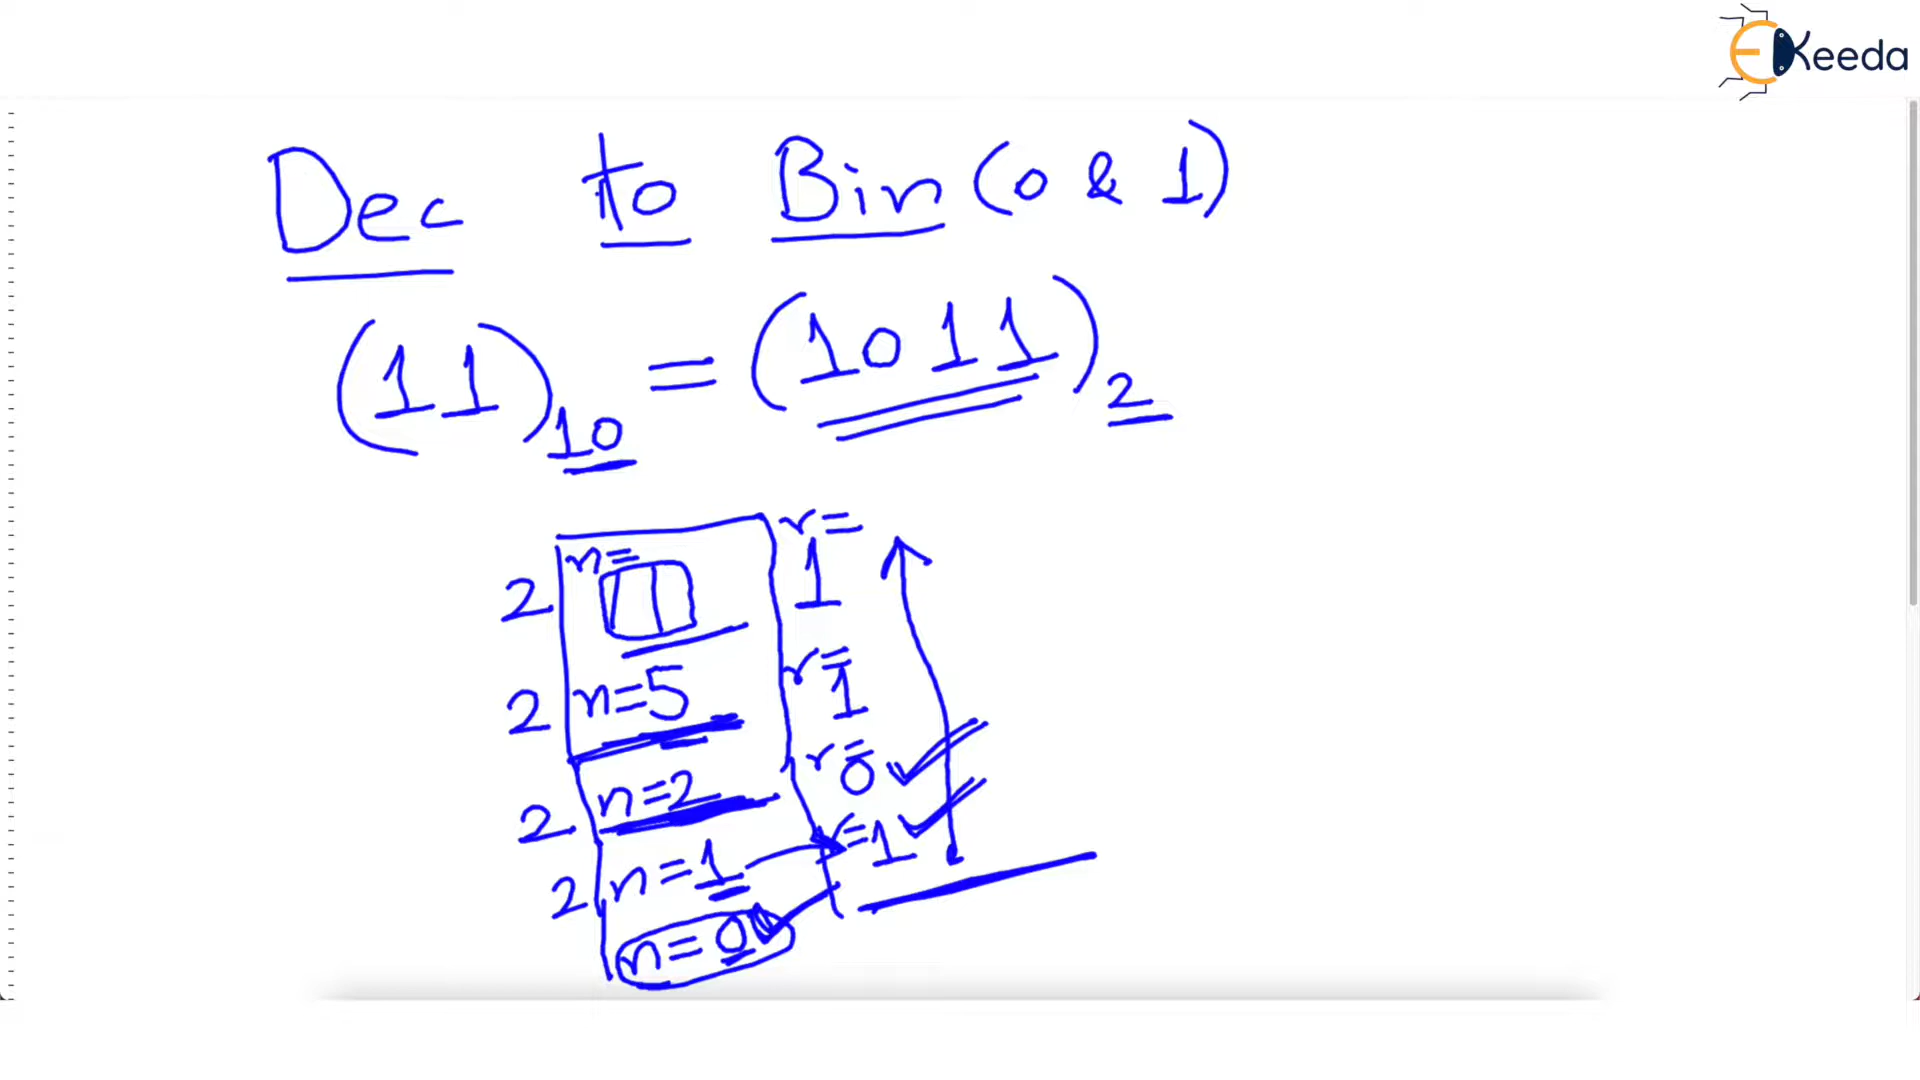 EKeeda
Dec to Bin (0 & 1)
(11)10 = (1011)2
n= r=
2 11 1
2 n=5 r=1
2 n=2 r=0
2 n=1 r=1
n=0